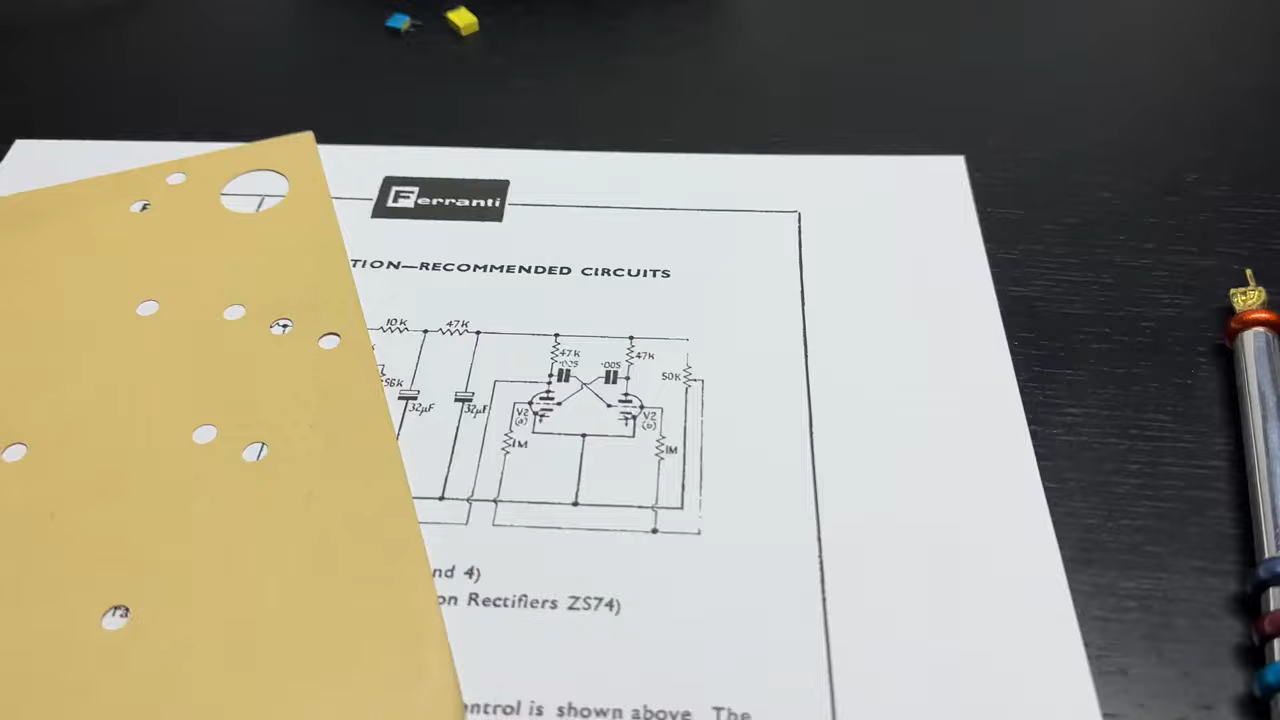 Ferranti
TION—RECOMMENDED CIRCUITS
10K 47K
47K .005 .005 47K
50K
56K
32µF 32µF
V2 (a) V2 (b)
1M 1M
nd 4)
on Rectifiers ZS74)
ra
ntrol is shown above. The